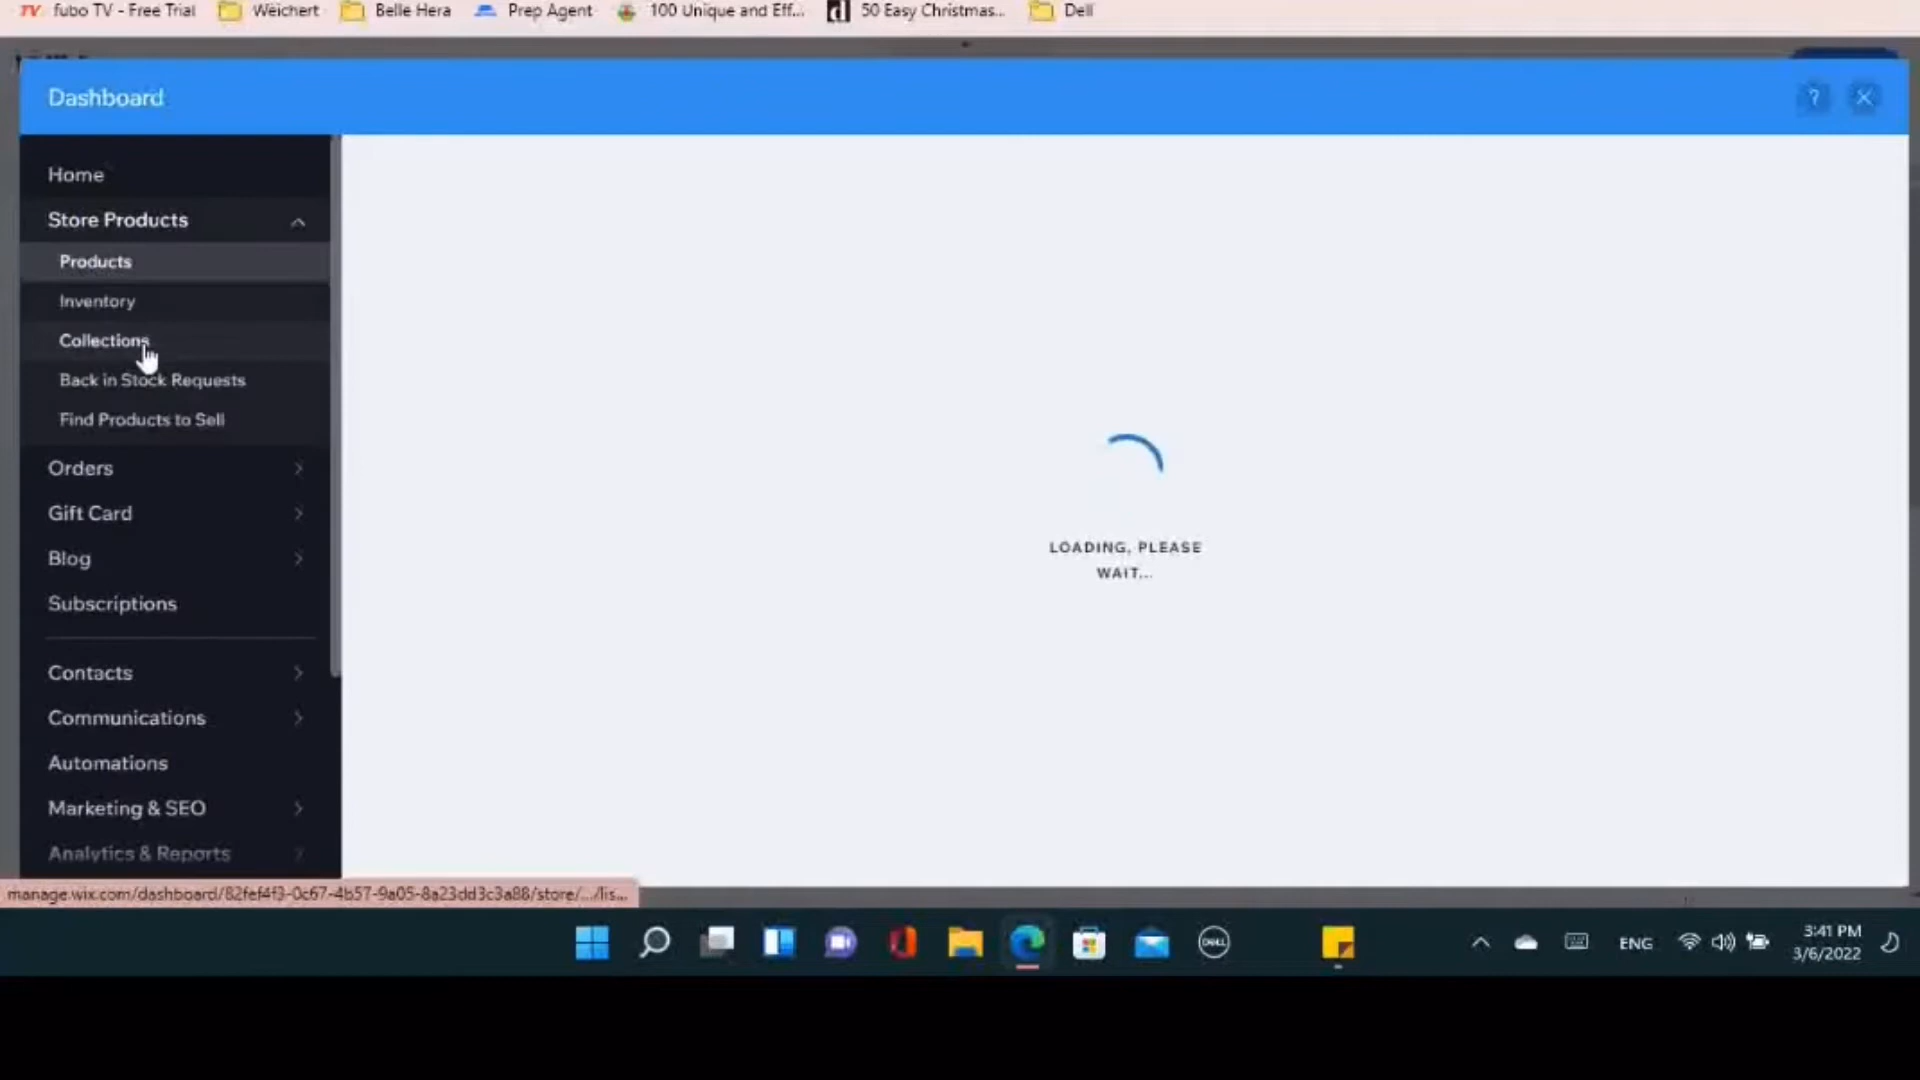 fubo TV - Free Trial Weichert Belle Hera Prep Agent 100 Unique and Eff... 50 Easy Christmas... Dell
Dashboard
? ×
Home
Store Products
Products
Inventory
Collections
Back in Stock Requests
Find Products to Sell
Orders
Gift Card
Blog
Subscriptions
Contacts
Communications
Automations
Marketing & SEO
Analytics & Reports
LOADING, PLEASE
WAIT...
manage.wix.com/dashboard/82fef4f3-0c67-4b57-9a05-8a23dd3c3a88/store/.../lis...
DELL
ENG
3:41 PM
3/6/2022